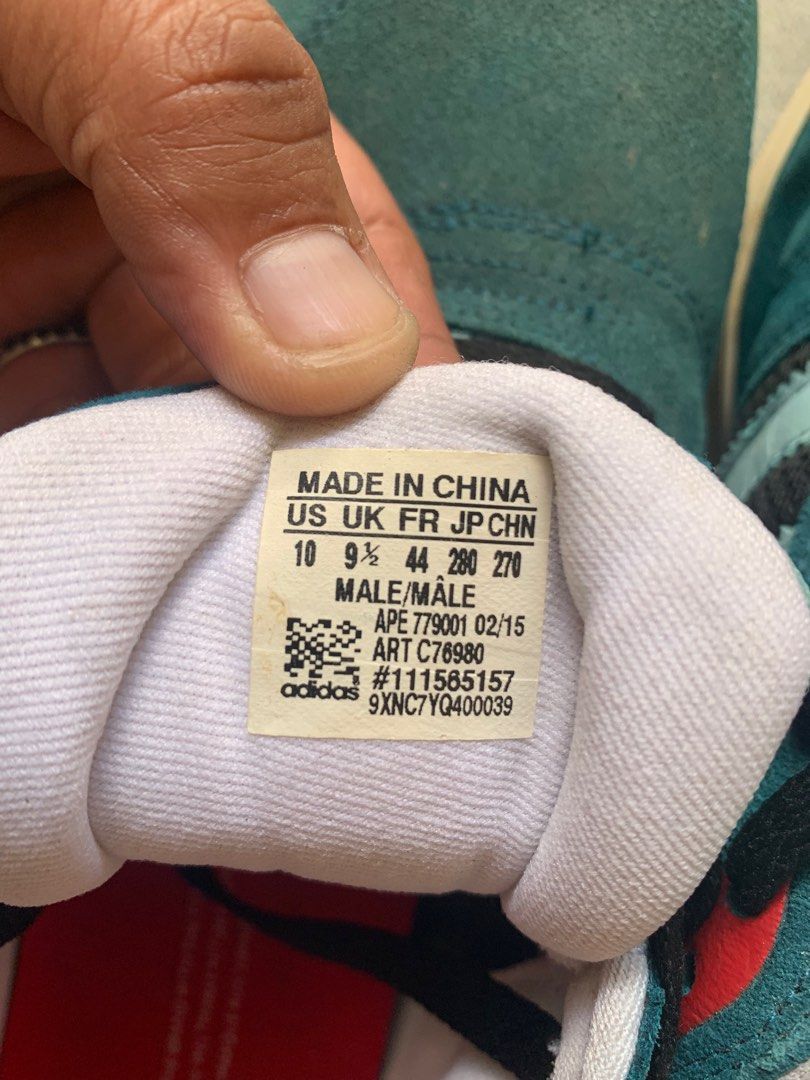 MADE IN CHINA
US UK FR JP CHN
10 9½ 44 280 270
MALE/MÂLE
APE 779001 02/15
ART C76980
#111565157
adidas
9XNC7YQ400039